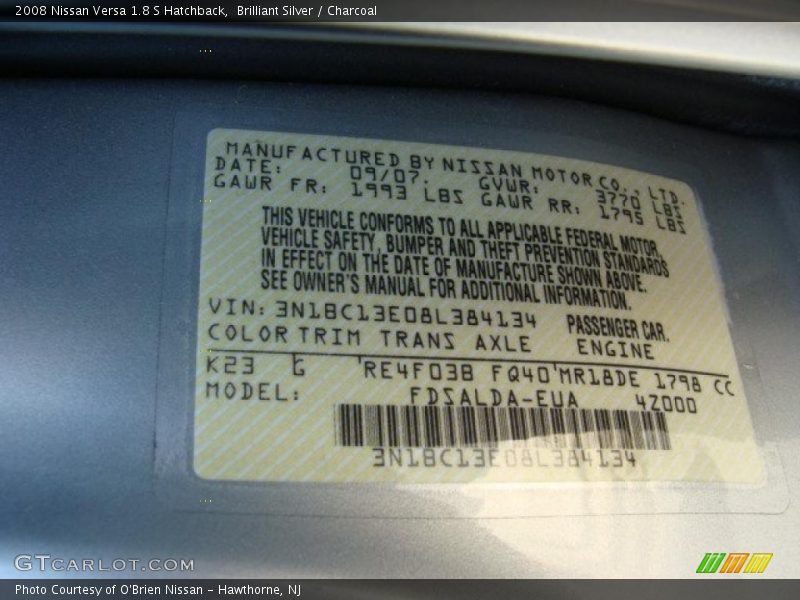 2008 Nissan Versa 1.8 S Hatchback,  Brilliant Silver / Charcoal
MANUFACTURED BY NISSAN MOTOR CO., LTD.
DATE: 09/07. GVWR: 3770 LBS
GAWR FR: 1993 LBS GAWR RR: 1795 LBS
THIS VEHICLE CONFORMS TO ALL APPLICABLE FEDERAL MOTOR
VEHICLE SAFETY, BUMPER AND THEFT PREVENTION STANDARDS
IN EFFECT ON THE DATE OF MANUFACTURE SHOWN ABOVE.
SEE OWNER'S MANUAL FOR ADDITIONAL INFORMATION.
VIN: 3N1BC13E08L384134 PASSENGER CAR.
COLOR TRIM TRANS AXLE ENGINE
K23 G RE4F03B FQ40 MR18DE 1798 CC
MODEL: FDSALDA-EUA 4Z000
3N1BC13E08L384134
GTCARLOT.COM
Photo Courtesy of O'Brien Nissan - Hawthorne, NJ